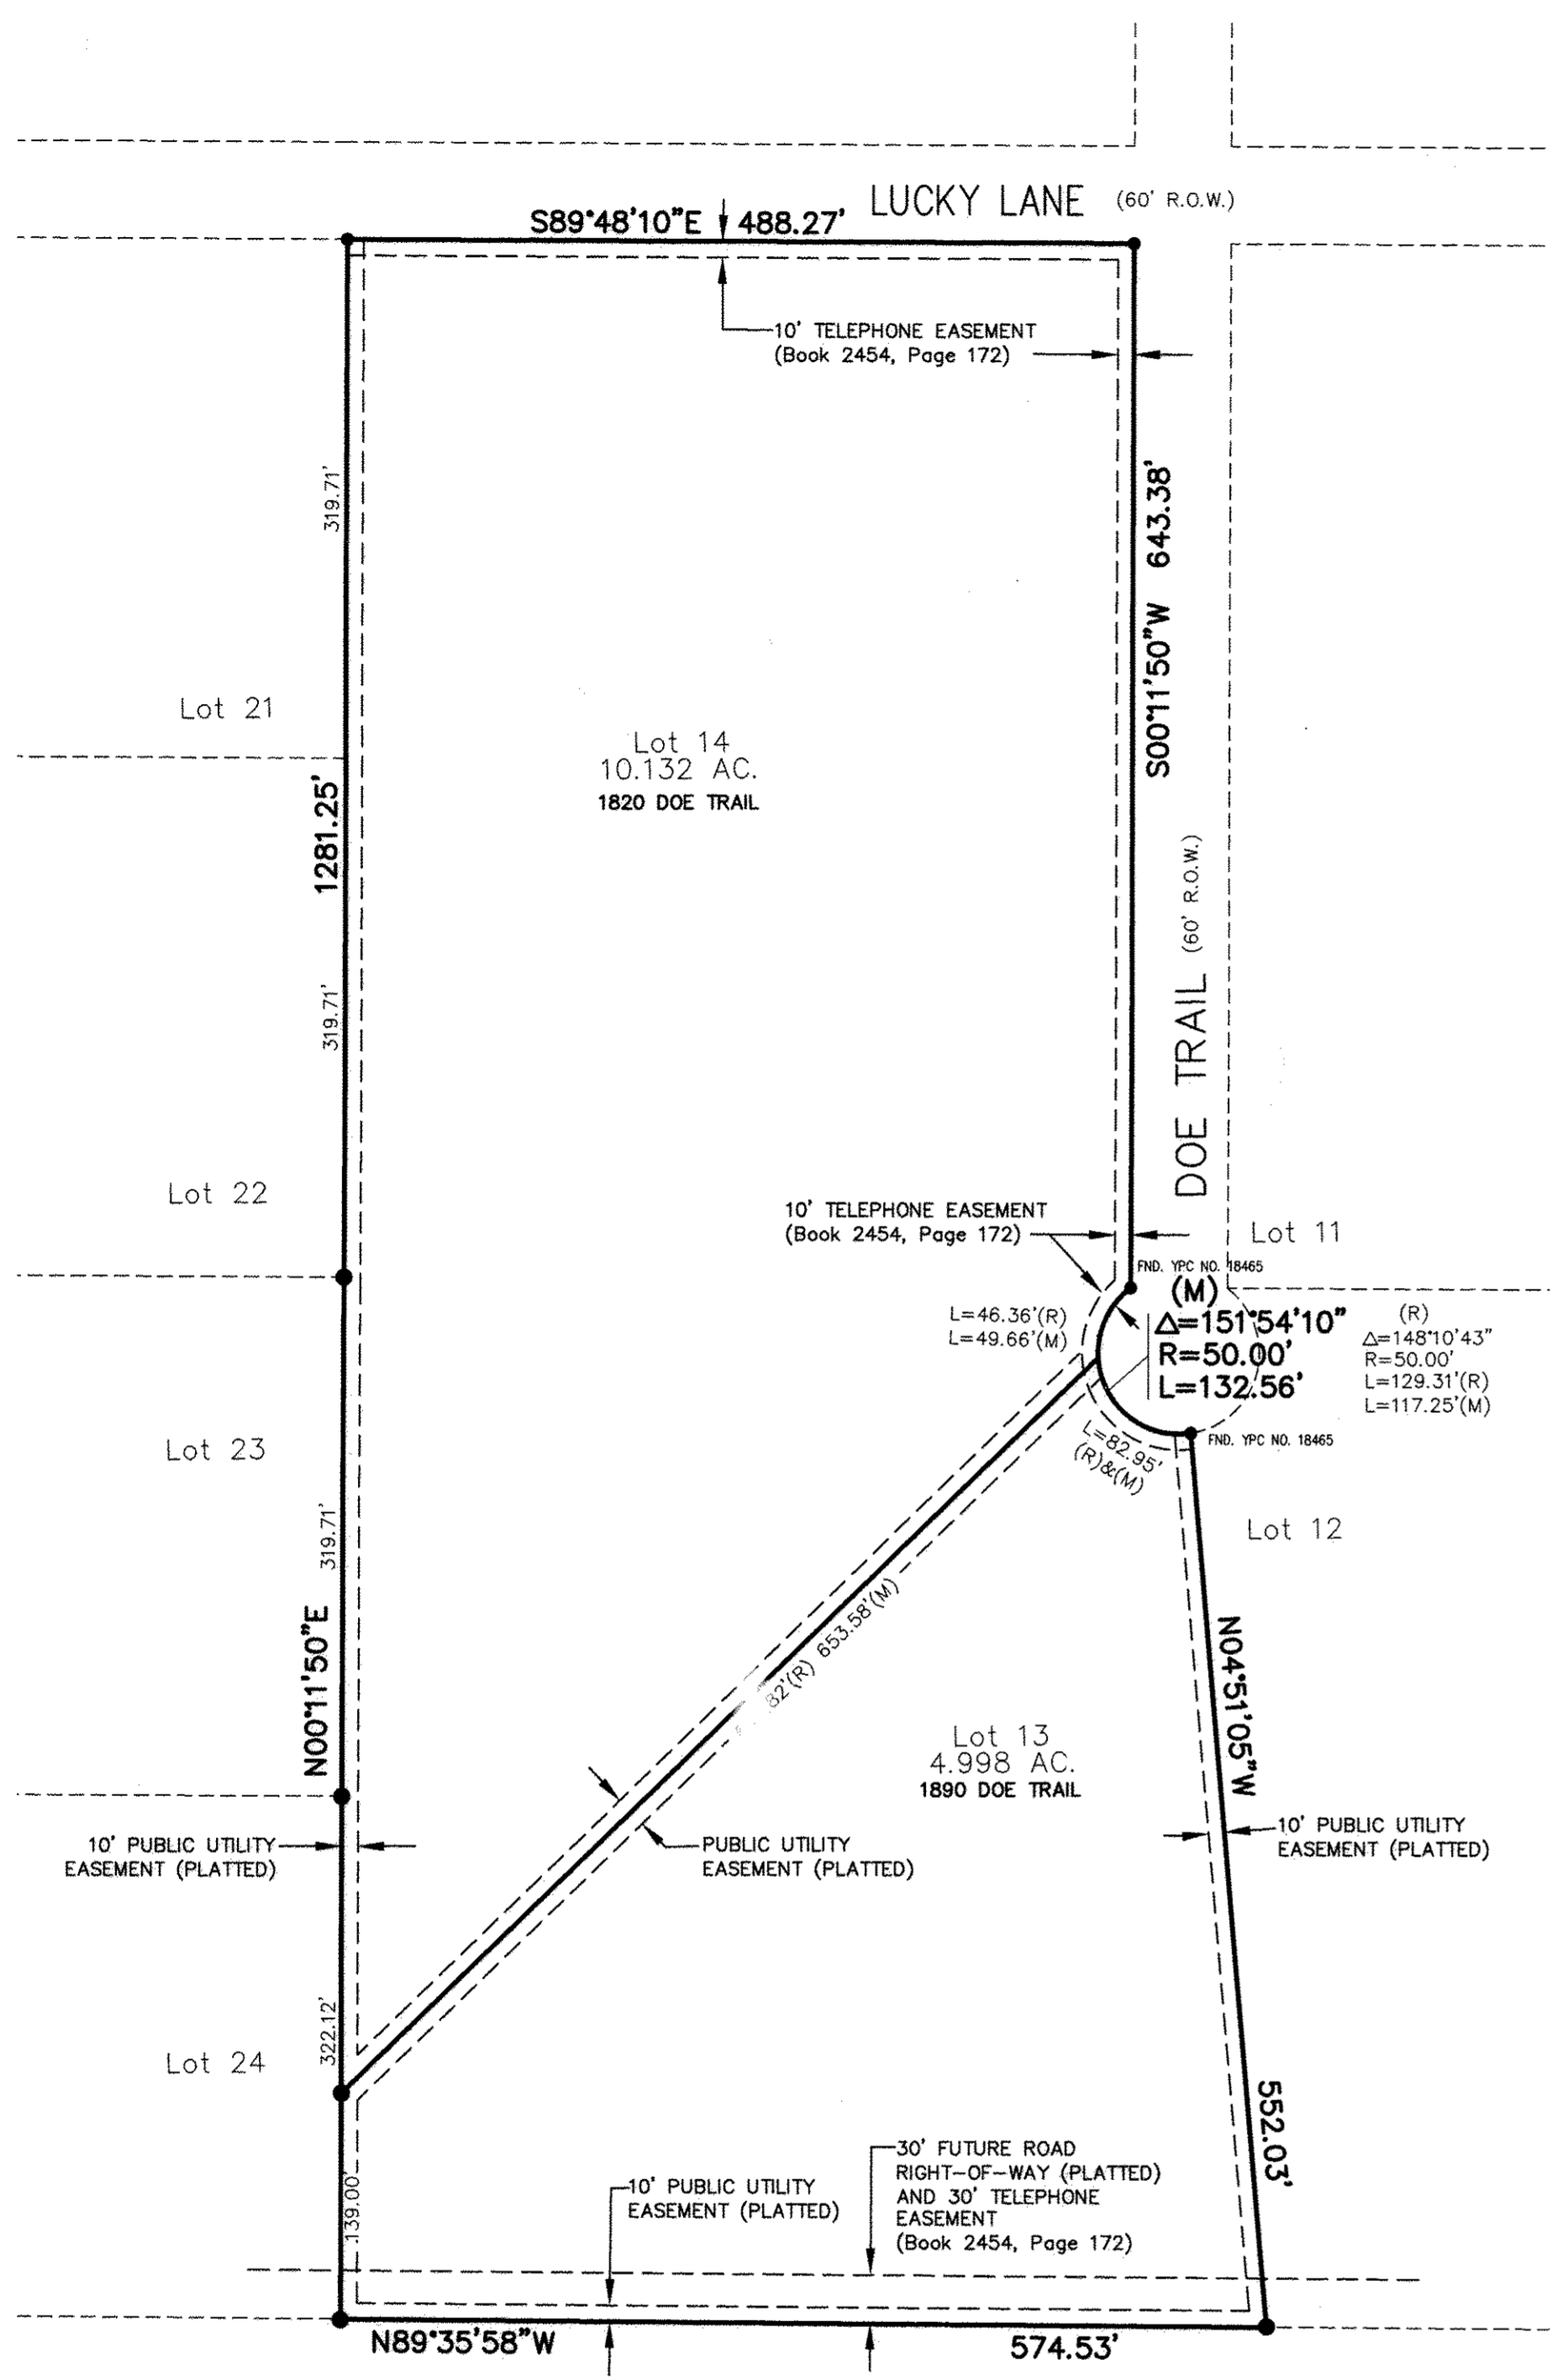 LUCKY LANE (60' R.O.W.)
S89°48'10"E 488.27'
10' TELEPHONE EASEMENT
(Book 2454, Page 172)
319.71'
S00°11'50"W 643.38'
Lot 21
Lot 14
10.132 AC.
1820 DOE TRAIL
1281.25'
DOE TRAIL (60' R.O.W.)
319.71'
Lot 22
10' TELEPHONE EASEMENT
(Book 2454, Page 172)
Lot 11
FND. YPC NO. 18465
(M)
Δ=151°54'10"
R=50.00'
L=132.56'
L=46.36'(R)
L=49.66'(M)
(R)
Δ=148°10'43"
R=50.00'
L=129.31'(R)
L=117.25'(M)
FND. YPC NO. 18465
L=82.95'
(R)&(M)
Lot 23
319.71'
Lot 12
N00°11'50"E
82'(R) 653.58'(M)
N04°51'05"W
Lot 13
4.998 AC.
1890 DOE TRAIL
10' PUBLIC UTILITY
EASEMENT (PLATTED)
PUBLIC UTILITY
EASEMENT (PLATTED)
10' PUBLIC UTILITY
EASEMENT (PLATTED)
322.12'
Lot 24
552.03'
139.00'
10' PUBLIC UTILITY
EASEMENT (PLATTED)
30' FUTURE ROAD
RIGHT-OF-WAY (PLATTED)
AND 30' TELEPHONE
EASEMENT
(Book 2454, Page 172)
N89°35'58"W
574.53'